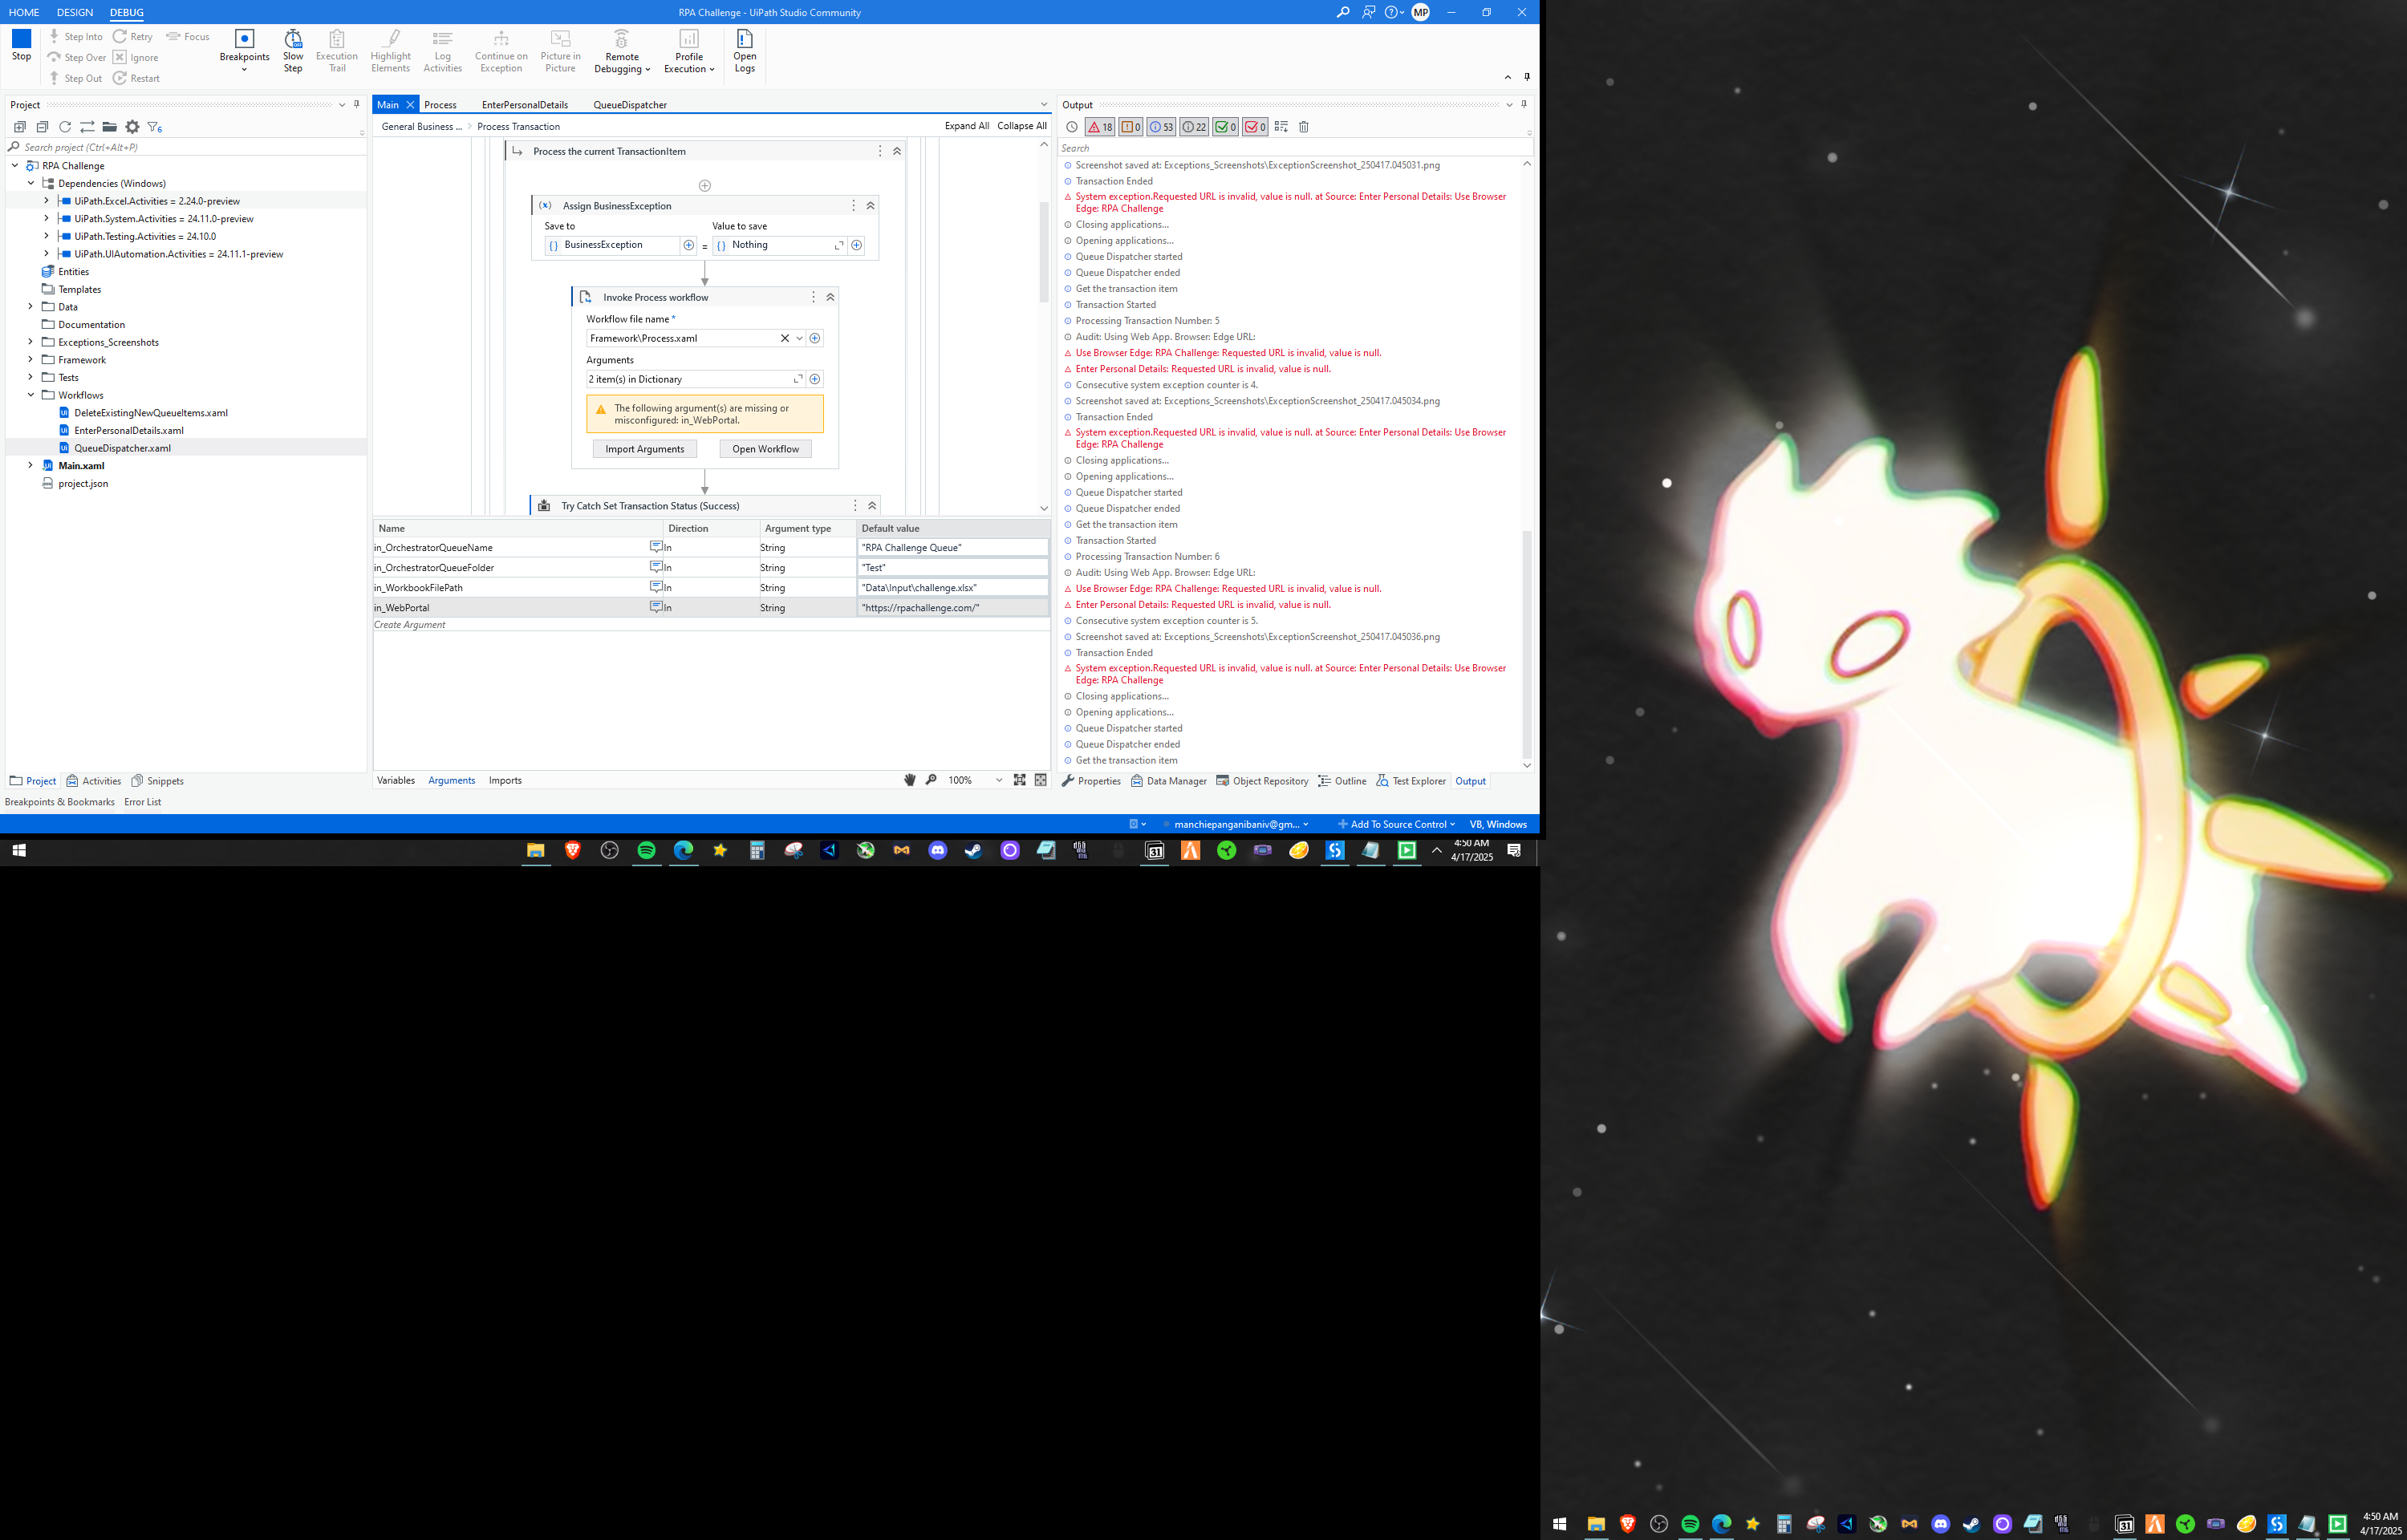 HOME DESIGN DEBUG
RPA Challenge - UiPath Studio Community
MP
Stop
Step Into Retry Focus
Step Over Ignore
Step Out Restart
Breakpoints
Slow Step
Execution Trail
Highlight Elements
Log Activities
Continue on Exception
Picture in Picture
Remote Debugging
Profile Execution
Open Logs
Project
Search project (Ctrl+Alt+P)
RPA Challenge
Dependencies (Windows)
UiPath.Excel.Activities = 2.24.0-preview
UiPath.System.Activities = 24.11.0-preview
UiPath.Testing.Activities = 24.10.0
UiPath.UIAutomation.Activities = 24.11.1-preview
Entities
Templates
Data
Documentation
Exceptions_Screenshots
Framework
Tests
Workflows
DeleteExistingNewQueueItems.xaml
EnterPersonalDetails.xaml
QueueDispatcher.xaml
Main.xaml
project.json
Project Activities Snippets
Breakpoints & Bookmarks Error List
Main Process EnterPersonalDetails QueueDispatcher
General Business ... > Process Transaction
Expand All Collapse All
Process the current TransactionItem
Assign BusinessException
Save to Value to save
BusinessException = Nothing
Invoke Process workflow
Workflow file name *
Framework\Process.xaml
Arguments
2 item(s) in Dictionary
The following argument(s) are missing or
misconfigured: in_WebPortal.
Import Arguments Open Workflow
Try Catch Set Transaction Status (Success)
Name Direction Argument type Default value
in_OrchestratorQueueName In String "RPA Challenge Queue"
in_OrchestratorQueueFolder In String "Test"
in_WorkbookFilePath In String "Data\Input\challenge.xlsx"
in_WebPortal In String "https://rpachallenge.com/"
Create Argument
Variables Arguments Imports
100%
Output
18 0 53 22 0 0
Search
Screenshot saved at: Exceptions_Screenshots\ExceptionScreenshot_250417.045031.png
Transaction Ended
System exception.Requested URL is invalid, value is null. at Source: Enter Personal Details: Use Browser
Edge: RPA Challenge
Closing applications...
Opening applications...
Queue Dispatcher started
Queue Dispatcher ended
Get the transaction item
Transaction Started
Processing Transaction Number: 5
Audit: Using Web App. Browser: Edge URL:
Use Browser Edge: RPA Challenge: Requested URL is invalid, value is null.
Enter Personal Details: Requested URL is invalid, value is null.
Consecutive system exception counter is 4.
Screenshot saved at: Exceptions_Screenshots\ExceptionScreenshot_250417.045034.png
Transaction Ended
System exception.Requested URL is invalid, value is null. at Source: Enter Personal Details: Use Browser
Edge: RPA Challenge
Closing applications...
Opening applications...
Queue Dispatcher started
Queue Dispatcher ended
Get the transaction item
Transaction Started
Processing Transaction Number: 6
Audit: Using Web App. Browser: Edge URL:
Use Browser Edge: RPA Challenge: Requested URL is invalid, value is null.
Enter Personal Details: Requested URL is invalid, value is null.
Consecutive system exception counter is 5.
Screenshot saved at: Exceptions_Screenshots\ExceptionScreenshot_250417.045036.png
Transaction Ended
System exception.Requested URL is invalid, value is null. at Source: Enter Personal Details: Use Browser
Edge: RPA Challenge
Closing applications...
Opening applications...
Queue Dispatcher started
Queue Dispatcher ended
Get the transaction item
Properties Data Manager Object Repository Outline Test Explorer Output
manchiepanganibaniv@gm... Add To Source Control VB, Windows
31
4:50 AM
4/17/2025
31
4:50 AM
4/17/2025